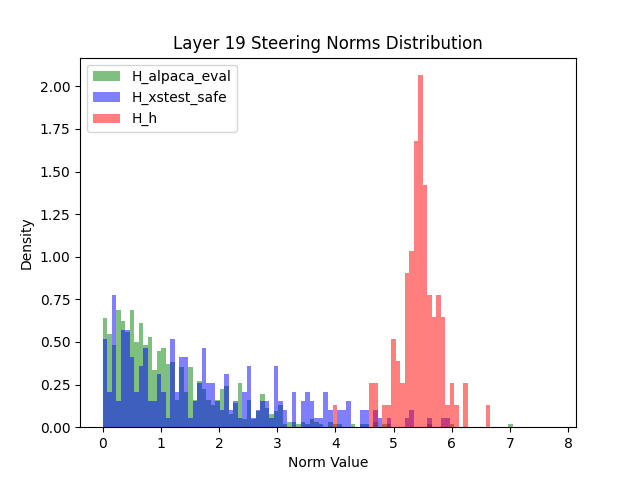 Layer 19 Steering Norms Distribution
H_alpaca_eval
H_xstest_safe
H_h
Density
2.00
1.75
1.50
1.25
1.00
0.75
0.50
0.25
0.00
0 1 2 3 4 5 6 7 8
Norm Value